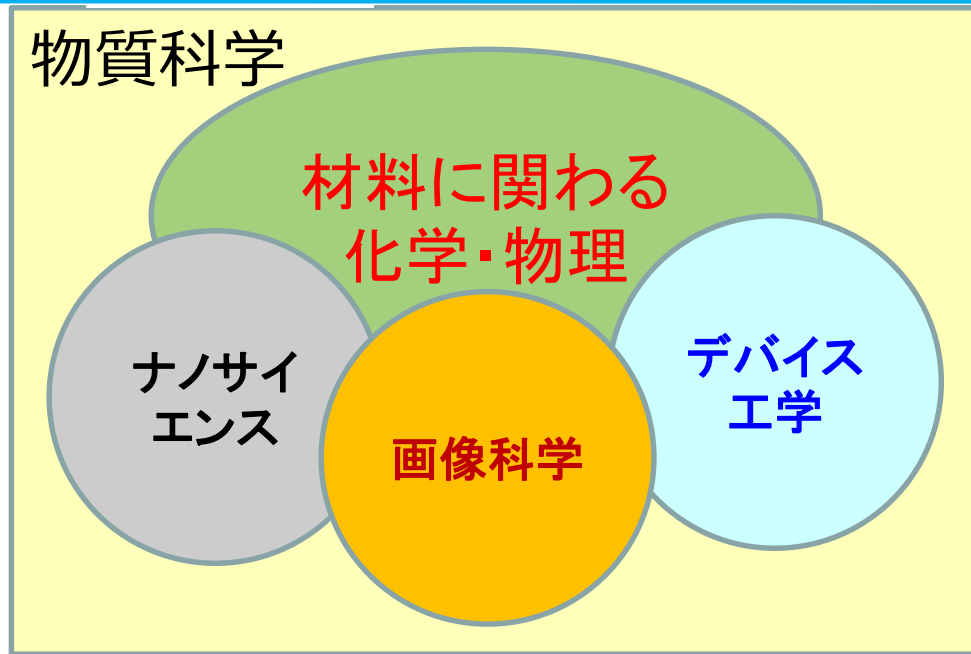 物質科学
材料に関わる
化学・物理
ナノサイ
エンス
画像科学
デバイス
工学